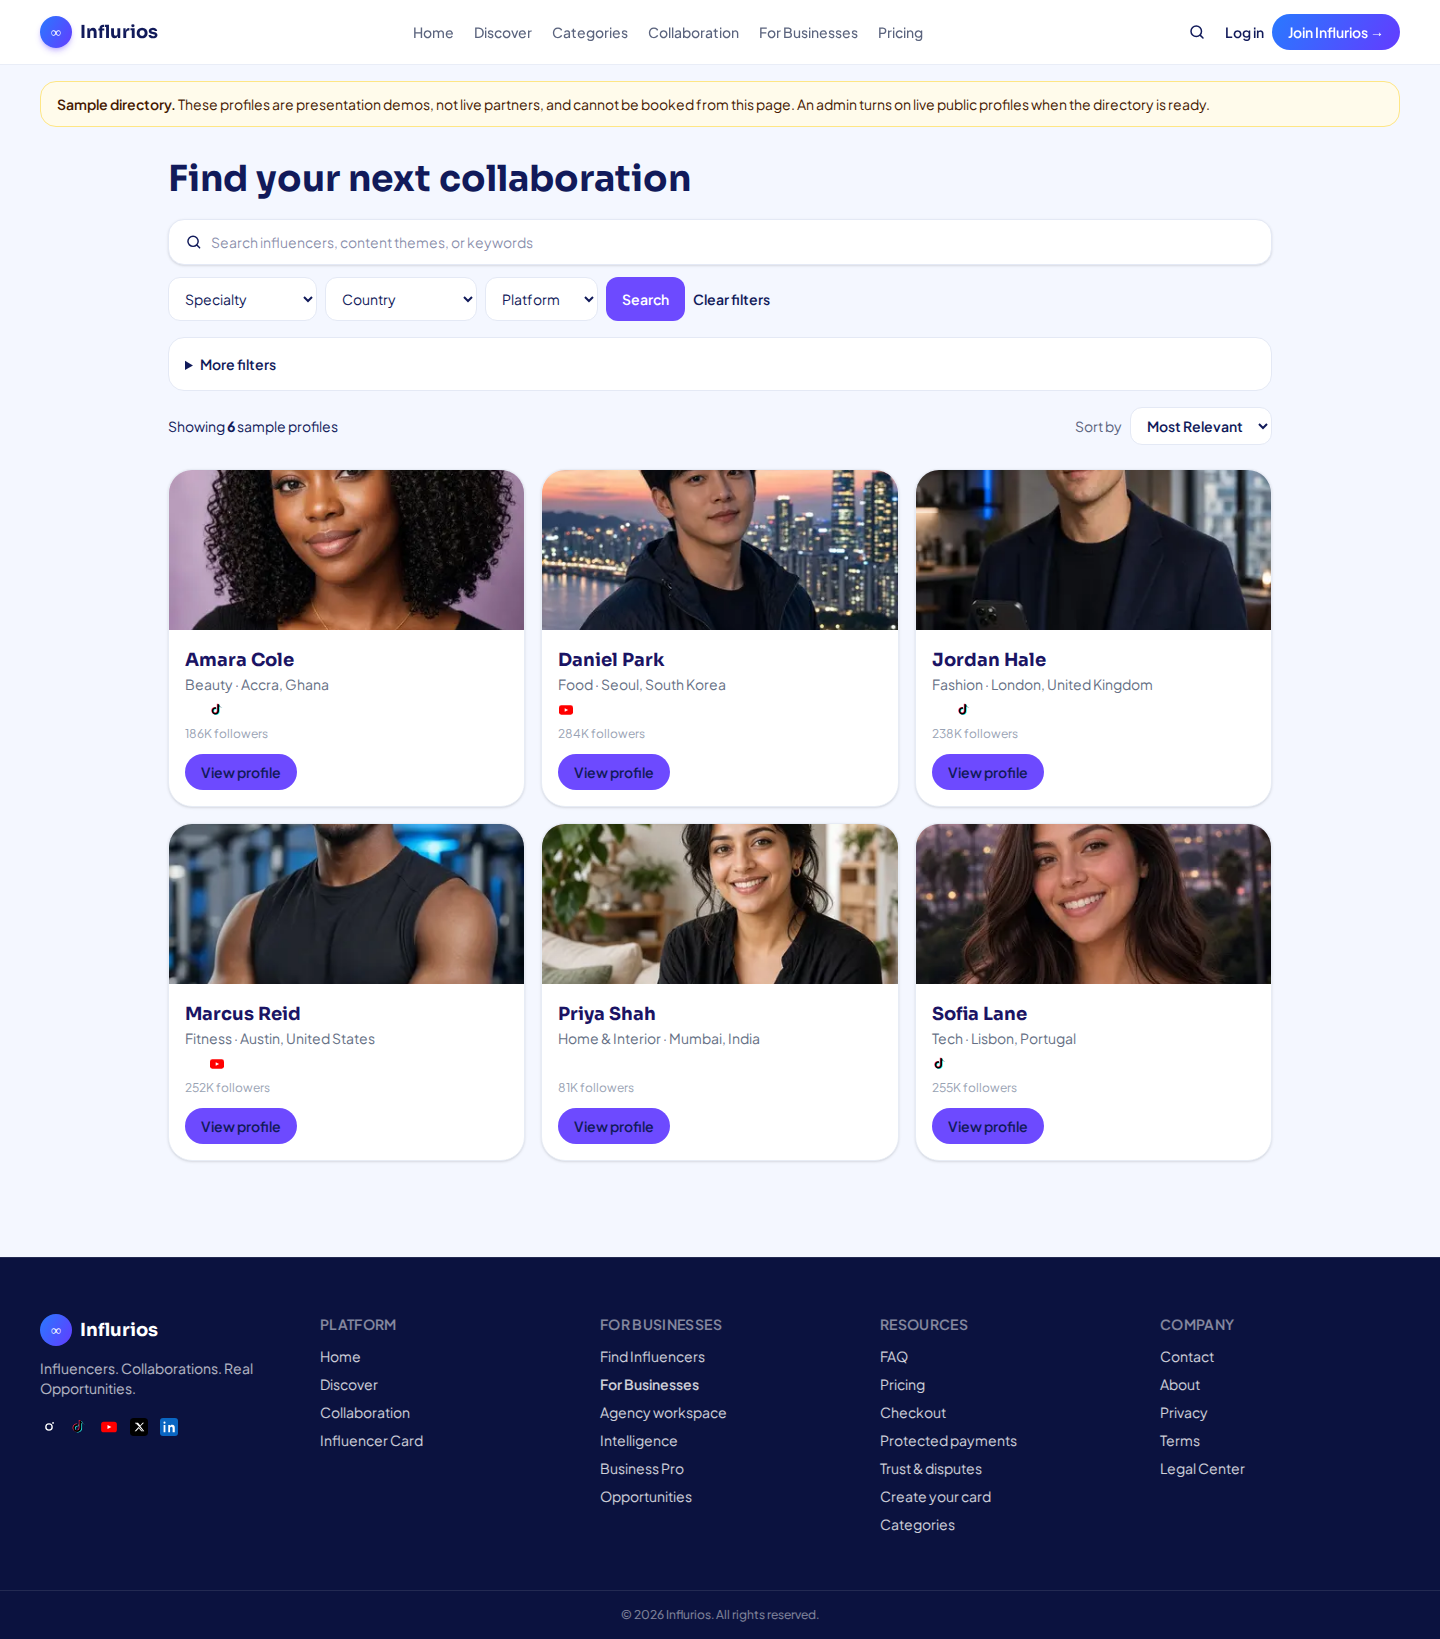 ∞ Influrios
Home Discover Categories Collaboration For Businesses Pricing
Log in Join Influrios →
Sample directory. These profiles are presentation demos, not live partners, and cannot be booked from this page. An admin turns on live public profiles when the directory is ready.
Find your next collaboration
Search influencers, content themes, or keywords
Specialty Country Platform Search Clear filters
More filters
Showing 6 sample profiles Sort by Most Relevant
Amara Cole
Beauty · Accra, Ghana
186K followers
View profile
Daniel Park
Food · Seoul, South Korea
284K followers
View profile
Jordan Hale
Fashion · London, United Kingdom
238K followers
View profile
Marcus Reid
Fitness · Austin, United States
252K followers
View profile
Priya Shah
Home & Interior · Mumbai, India
81K followers
View profile
Sofia Lane
Tech · Lisbon, Portugal
255K followers
View profile
∞ Influrios
Influencers. Collaborations. Real
Opportunities.
PLATFORM
Home
Discover
Collaboration
Influencer Card
FOR BUSINESSES
Find Influencers
For Businesses
Agency workspace
Intelligence
Business Pro
Opportunities
RESOURCES
FAQ
Pricing
Checkout
Protected payments
Trust & disputes
Create your card
Categories
COMPANY
Contact
About
Privacy
Terms
Legal Center
© 2026 Influrios. All rights reserved.